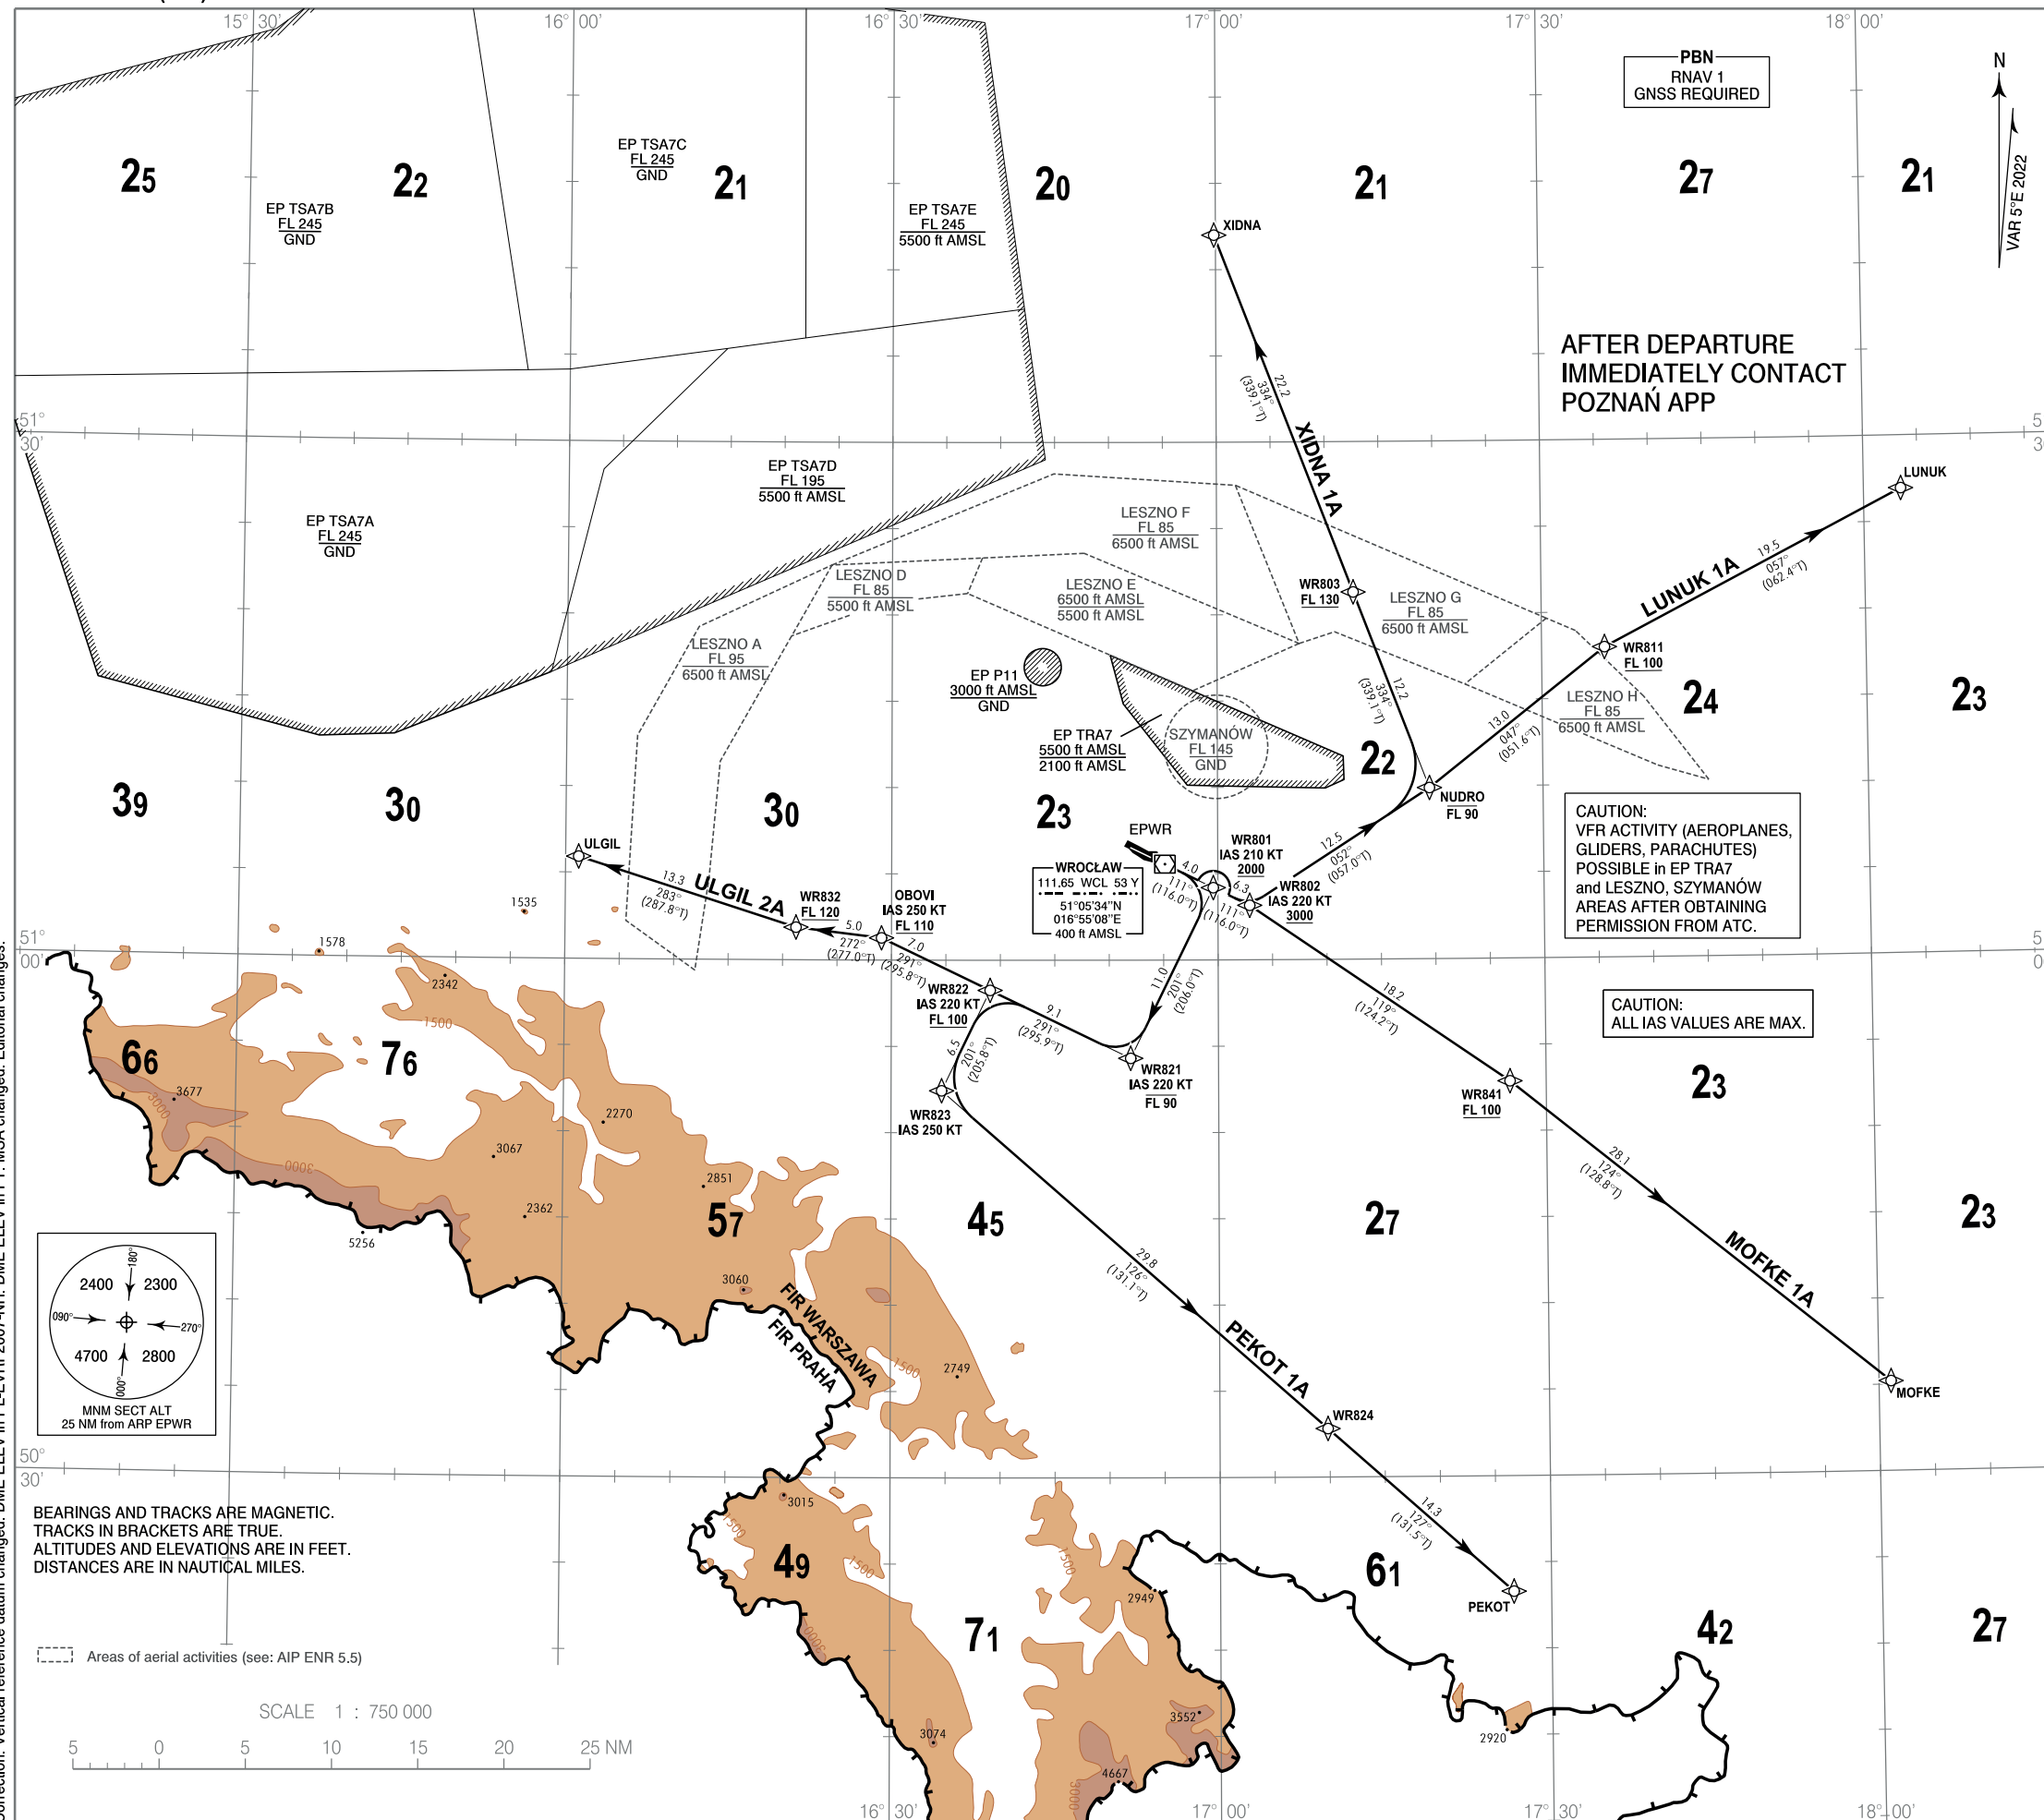 15° 30'
16° 00'
16° 30'
17° 00'
17° 30'
18° 00'
PBN
RNAV 1
GNSS REQUIRED
N
VAR 5°E 2022
25
22
21
20
21
27
21
EP TSA7C
FL 245
GND
EP TSA7B
FL 245
GND
EP TSA7E
FL 245
5500 ft AMSL
XIDNA
AFTER DEPARTURE
IMMEDIATELY CONTACT
POZNAŃ APP
22.2
334°
(339.1°T)
XIDNA 1A
51°
30'
EP TSA7D
FL 195
5500 ft AMSL
EP TSA7A
FL 245
GND
LUNUK
LESZNO F
FL 85
6500 ft AMSL
LESZNO D
FL 85
5500 ft AMSL
LESZNO E
6500 ft AMSL
5500 ft AMSL
WR803
FL 130
LESZNO G
FL 85
6500 ft AMSL
LUNUK 1A
19.5
057°
(062.4°T)
LESZNO A
FL 95
6500 ft AMSL
EP P11
3000 ft AMSL
GND
WR811
FL 100
LESZNO H
FL 85
6500 ft AMSL
24
23
12.2
334°
(339.1°T)
13.0
047°
(051.6°T)
EP TRA7
5500 ft AMSL
2100 ft AMSL
SZYMANÓW
FL 145
GND
22
39
30
30
23
NUDRO
FL 90
CAUTION:
VFR ACTIVITY (AEROPLANES,
GLIDERS, PARACHUTES)
POSSIBLE in EP TRA7
and LESZNO, SZYMANÓW
AREAS AFTER OBTAINING
PERMISSION FROM ATC.
EPWR
WR801
IAS 210 KT
2000
12.5
052°
(057.0°T)
ULGIL
WROCŁAW
111.65 WCL 53 Y
51°05'34"N
016°55'08"E
400 ft AMSL
4.0
111°
(116.0°T)
6.3
111°
(116.0°T)
WR802
IAS 220 KT
3000
13.3
283°
(287.8°T)
ULGIL 2A
WR832
FL 120
OBOVI
IAS 250 KT
FL 110
5.0
272°
(277.0°T)
7.0
291°
(295.8°T)
1535
1578
51°
00'
2342
1500
WR822
IAS 220 KT
FL 100
9.1
291°
(295.9°T)
11.0
201°
(206.0°T)
18.2
119°
(124.2°T)
CAUTION:
ALL IAS VALUES ARE MAX.
66
76
3677
3000
6.5
201°
(205.8°T)
WR821
IAS 220 KT
FL 90
WR823
IAS 250 KT
WR841
FL 100
23
2270
3067
3000
2851
2362
5256
57
45
27
23
28.1
124°
(128.8°T)
29.8
126°
(131.1°T)
MOFKE 1A
2400
2300
4700
2800
180°
090°
270°
000°
MNM SECT ALT
25 NM from ARP EPWR
3060
FIR WARSZAWA
FIR PRAHA
1500
2749
PEKOT 1A
WR824
MOFKE
50°
30'
3015
1500
1500
1500
BEARINGS AND TRACKS ARE MAGNETIC.
TRACKS IN BRACKETS ARE TRUE.
ALTITUDES AND ELEVATIONS ARE IN FEET.
DISTANCES ARE IN NAUTICAL MILES.
14.3
127°
(131.5°T)
49
61
2949
PEKOT
71
42
27
3000
Areas of aerial activities (see: AIP ENR 5.5)
SCALE 1 : 750 000
5 0 5 10 15 20 25 NM
3074
3552
2920
4667
3000
16° 30'
17° 00'
17° 30'
18° 00'